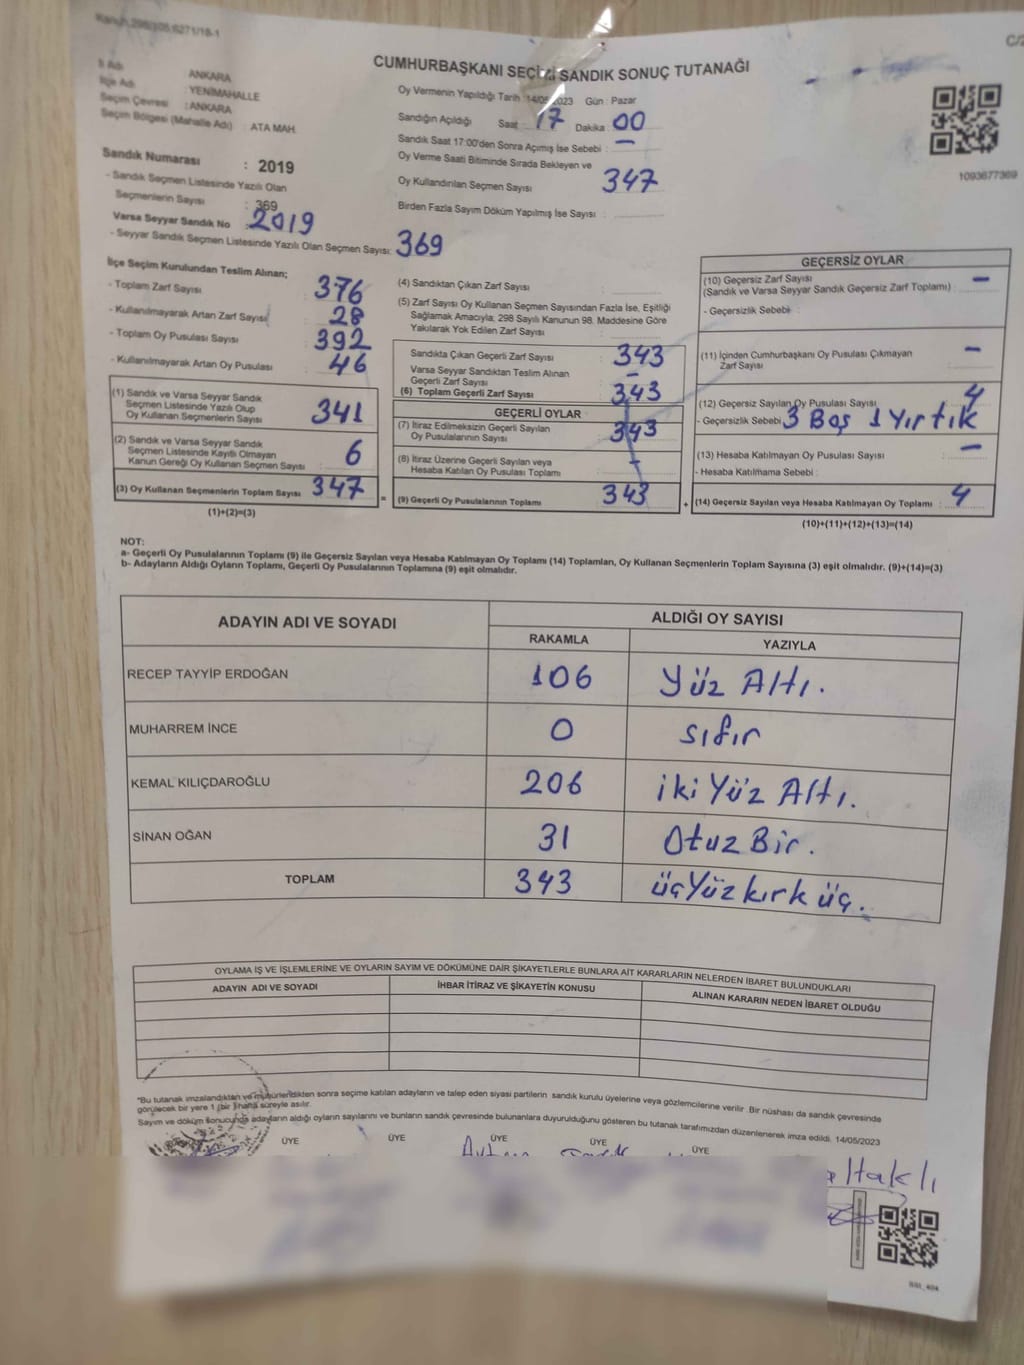 Kanun 298/105;6271/18-1
C/2
CUMHURBAŞKANI SEÇİMİ SANDIK SONUÇ TUTANAĞI
İl Adı : ANKARA
İlçe Adı : YENİMAHALLE
Seçim Çevresi : ANKARA
Seçim Bölgesi (Mahalle Adı) : ATA MAH.
Sandık Numarası : 2019
- Sandık Seçmen Listesinde Yazılı Olan
Seçmenlerin Sayısı : 369
Varsa Seyyar Sandık No : 2019
- Seyyar Sandık Seçmen Listesinde Yazılı Olan Seçmen Sayısı: 369
Oy Vermenin Yapıldığı Tarih :14/05/2023 Gün : Pazar
Sandığın Açıldığı Saat : 17 Dakika : 00
Sandık Saat 17:00'den Sonra Açımış İse Sebebi : —
Oy Verme Saati Bitiminde Sırada Bekleyen ve
Oy Kullandırılan Seçmen Sayısı : 347
Birden Fazla Sayım Döküm Yapılmış İse Sayısı :
1093677369
İlçe Seçim Kurulundan Teslim Alınan;
- Toplam Zarf Sayısı : 376
- Kullanılmayarak Artan Zarf Sayısı : 28
- Toplam Oy Pusulası Sayısı : 392
- Kullanılmayarak Artan Oy Pusulası : 46
(1) Sandık ve Varsa Seyyar Sandık
Seçmen Listesinde Yazılı Olup
Oy Kullanan Seçmenlerin Sayısı : 341
(2) Sandık ve Varsa Seyyar Sandık
Seçmen Listesinde Kayıtlı Olmayan
Kanun Gereği Oy Kullanan Seçmen Sayısı : 6
(3) Oy Kullanan Seçmenlerin Toplam Sayısı : 347
(1)+(2)=(3)
=
(4) Sandıktan Çıkan Zarf Sayısı :
(5) Zarf Sayısı Oy Kullanan Seçmen Sayısından Fazla İse, Eşitliği
Sağlamak Amacıyla; 298 Sayılı Kanunun 98. Maddesine Göre
Yakılarak Yok Edilen Zarf Sayısı :
Sandıkta Çıkan Geçerli Zarf Sayısı : 343
Varsa Seyyar Sandıktan Teslim Alınan
Geçerli Zarf Sayısı : —
(6) Toplam Geçerli Zarf Sayısı : 343
GEÇERLİ OYLAR
(7) İtiraz Edilmeksizin Geçerli Sayılan
Oy Pusulalarının Sayısı : 343
(8) İtiraz Üzerine Geçerli Sayılan veya
Hesaba Katılan Oy Pusulası Toplamı : —
(9) Geçerli Oy Pusulalarının Toplamı : 343
+
GEÇERSİZ OYLAR
(10) Geçersiz Zarf Sayısı
(Sandık ve Varsa Seyyar Sandık Geçersiz Zarf Toplamı) : —
- Geçersizlik Sebebi :
(11) İçinden Cumhurbaşkanı Oy Pusulası Çıkmayan
Zarf Sayısı : —
(12) Geçersiz Sayılan Oy Pusulası Sayısı : 4
- Geçersizlik Sebebi : 3 Boş 1 Yırtık
(13) Hesaba Katılmayan Oy Pusulası Sayısı : —
- Hesaba Katılmama Sebebi :
(14) Geçersiz Sayılan veya Hesaba Katılmayan Oy Toplamı : 4
(10)+(11)+(12)+(13)=(14)
NOT:
a- Geçerli Oy Pusulalarının Toplamı (9) ile Geçersiz Sayılan veya Hesaba Katılmayan Oy Toplamı (14) Toplamları, Oy Kullanan Seçmenlerin Toplam Sayısına (3) eşit olmalıdır. (9)+(14)=(3)
b- Adayların Aldığı Oyların Toplamı, Geçerli Oy Pusulalarının Toplamına (9) eşit olmalıdır.
ADAYIN ADI VE SOYADI ALDIĞI OY SAYISI
RAKAMLA YAZIYLA
RECEP TAYYİP ERDOĞAN 106 Yüz Altı.
MUHARREM İNCE 0 sıfır
KEMAL KILIÇDAROĞLU 206 iki Yüz Altı.
SİNAN OĞAN 31 Otuz Bir.
TOPLAM 343 üçYüz kırk üç.
OYLAMA İŞ VE İŞLEMLERİNE VE OYLARIN SAYIM VE DÖKÜMÜNE DAİR ŞİKAYETLERLE BUNLARA AİT KARARLARIN NELERDEN İBARET BULUNDUKLARI
ADAYIN ADI VE SOYADI İHBAR İTİRAZ VE ŞİKAYETİN KONUSU ALINAN KARARIN NEDEN İBARET OLDUĞU
*Bu tutanak imzalandıktan ve mühürlendikten sonra seçime katılan adayların ve talep eden siyasi partilerin sandık kurulu üyelerine veya gözlemcilerine verilir .Bir nüshası da sandık çevresinde
görülecek bir yere 1 (bir ) hafta süreyle asılır.
Sayım ve döküm sonucunda adayların aldığı oyların sayılarını ve bunların sandık çevresinde bulunanlara duyurulduğunu gösteren bu tutanak tarafımızdan düzenlenerek imza edildi. 14/05/2023
ÜYE ÜYE ÜYE ÜYE ÜYE